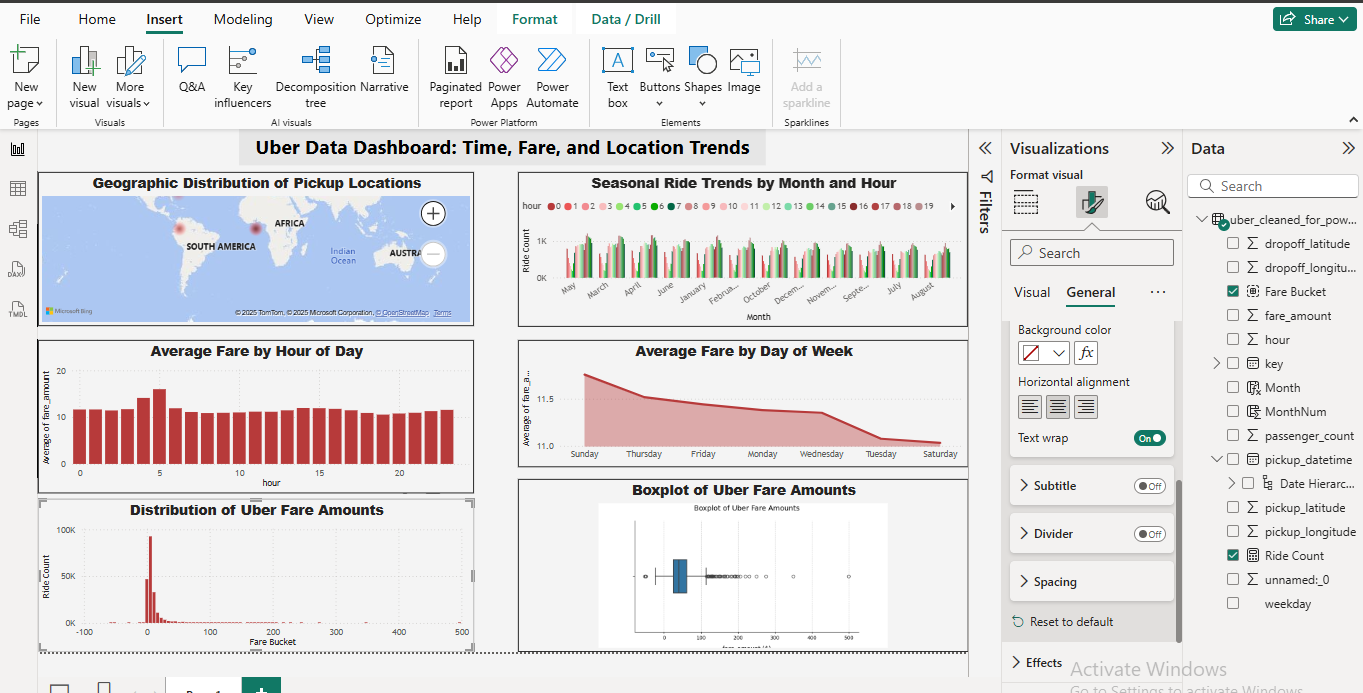 File Home Insert Modeling View Optimize Help Format Data / Drill Share
New page
New visual
More visuals
Q&A
Key influencers
Decomposition tree
Narrative
Paginated report
Power Apps
Power Automate
Text box
Buttons
Shapes
Image
Add a sparkline
Pages Visuals AI visuals Power Platform Elements Sparklines
DAX
TMDL
Uber Data Dashboard: Time, Fare, and Location Trends
Geographic Distribution of Pickup Locations
AFRICA
SOUTH AMERICA
Indian
Ocean
AUSTRA
Microsoft Bing
© 2025 TomTom, © 2025 Microsoft Corporation, © OpenStreetMap Terms
Seasonal Ride Trends by Month and Hour
hour 0 1 2 3 4 5 6 7 8 9 10 11 12 13 14 15 16 17 18 19
Ride Count
1K
0K
May March April June January Februa... October Decem... Novem... Septe... July August
Month
Average Fare by Hour of Day
Average of fare_amount
20
10
0
0 5 10 15 20
hour
Average Fare by Day of Week
Average of fare_a...
11.5
11.0
Sunday Thursday Friday Monday Wednesday Tuesday Saturday
Distribution of Uber Fare Amounts
Ride Count
100K
50K
0K
-100 0 100 200 300 400 500
Fare Bucket
Boxplot of Uber Fare Amounts
Boxplot of Uber Fare Amounts
0 100 200 300 400 500
Filters
Visualizations
Format visual
Search
Visual General ...
Background color
fx
Horizontal alignment
Text wrap On
Subtitle Off
Divider Off
Spacing
Reset to default
Effects
Data
Search
uber_cleaned_for_pow...
dropoff_latitude
dropoff_longitu...
Fare Bucket
fare_amount
hour
key
Month
MonthNum
passenger_count
pickup_datetime
Date Hierarc...
pickup_latitude
pickup_longitude
Ride Count
unnamed:_0
weekday
Activate Windows
Go to Settings to activate Windows.